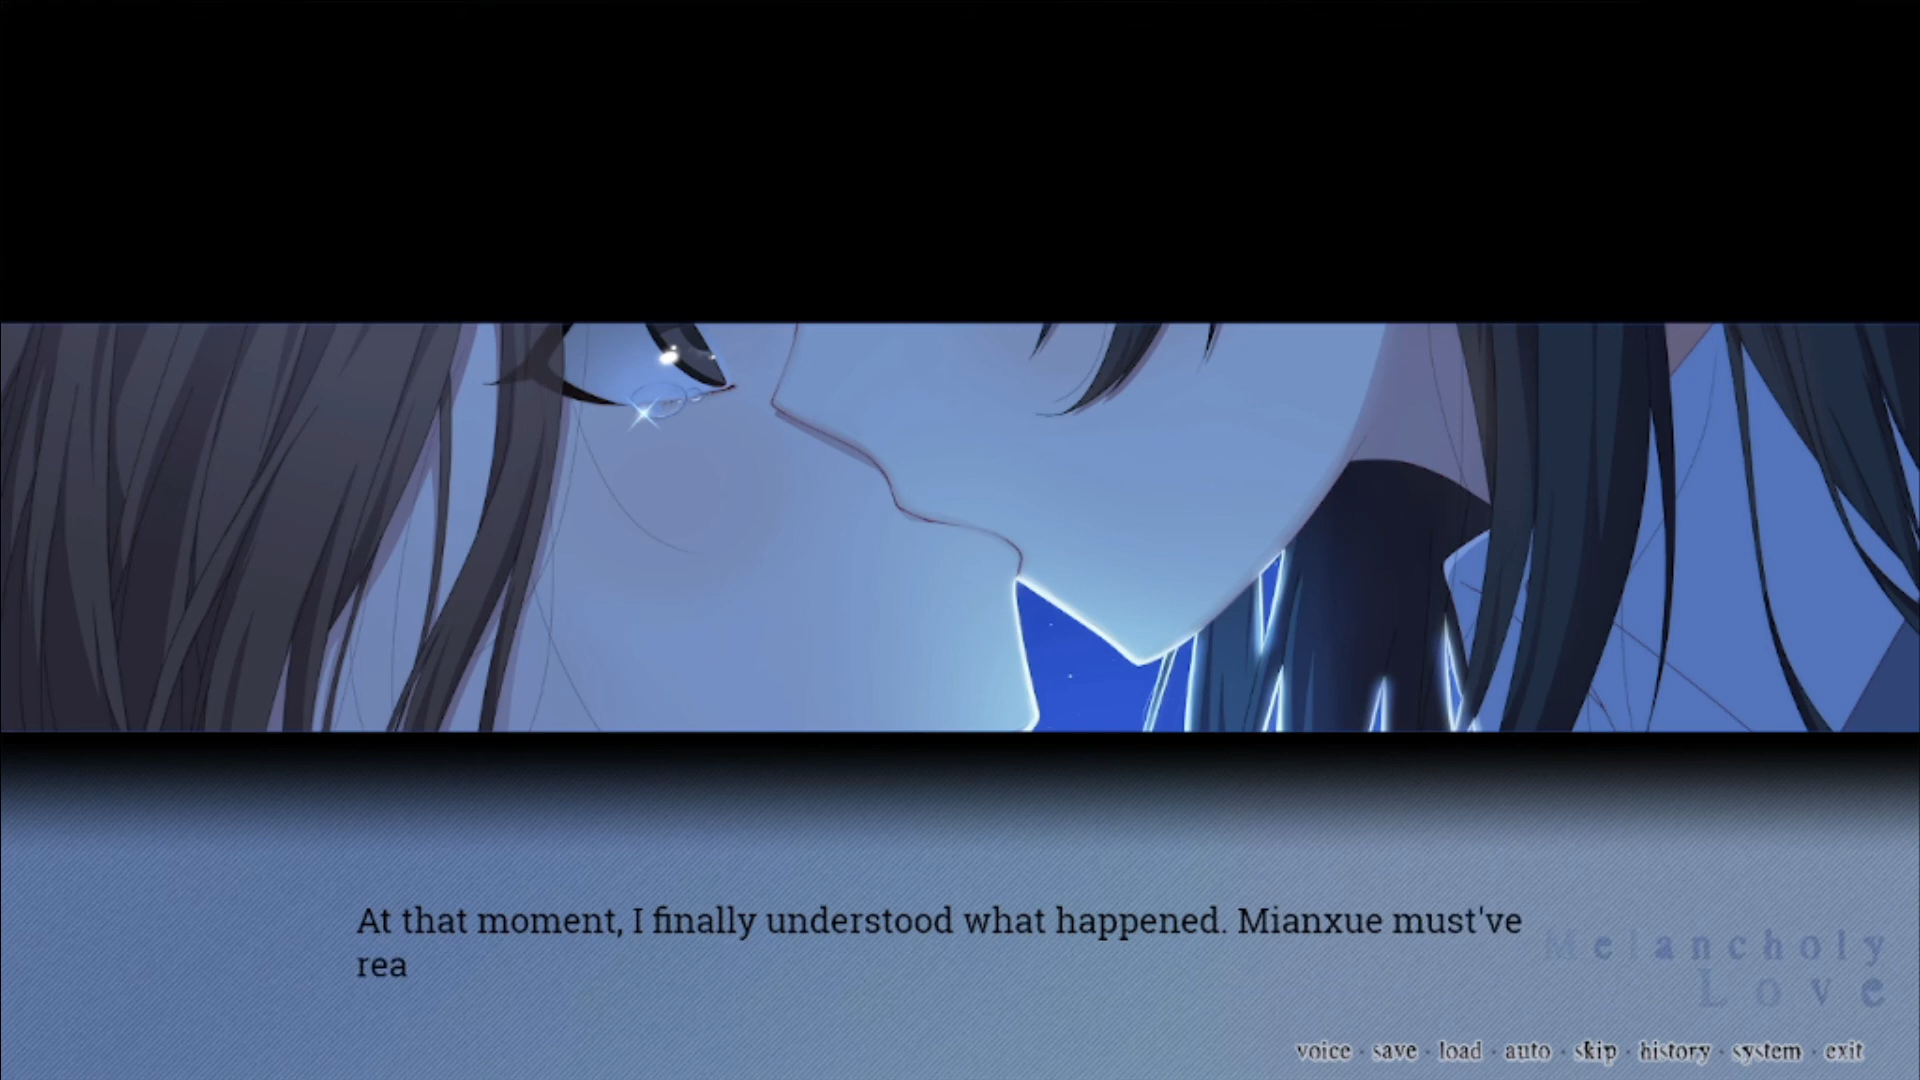 At that moment, I finally understood what happened. Mianxue must've
rea
Melancholy
Love
voice · save · load · auto · skip · history · system · exit